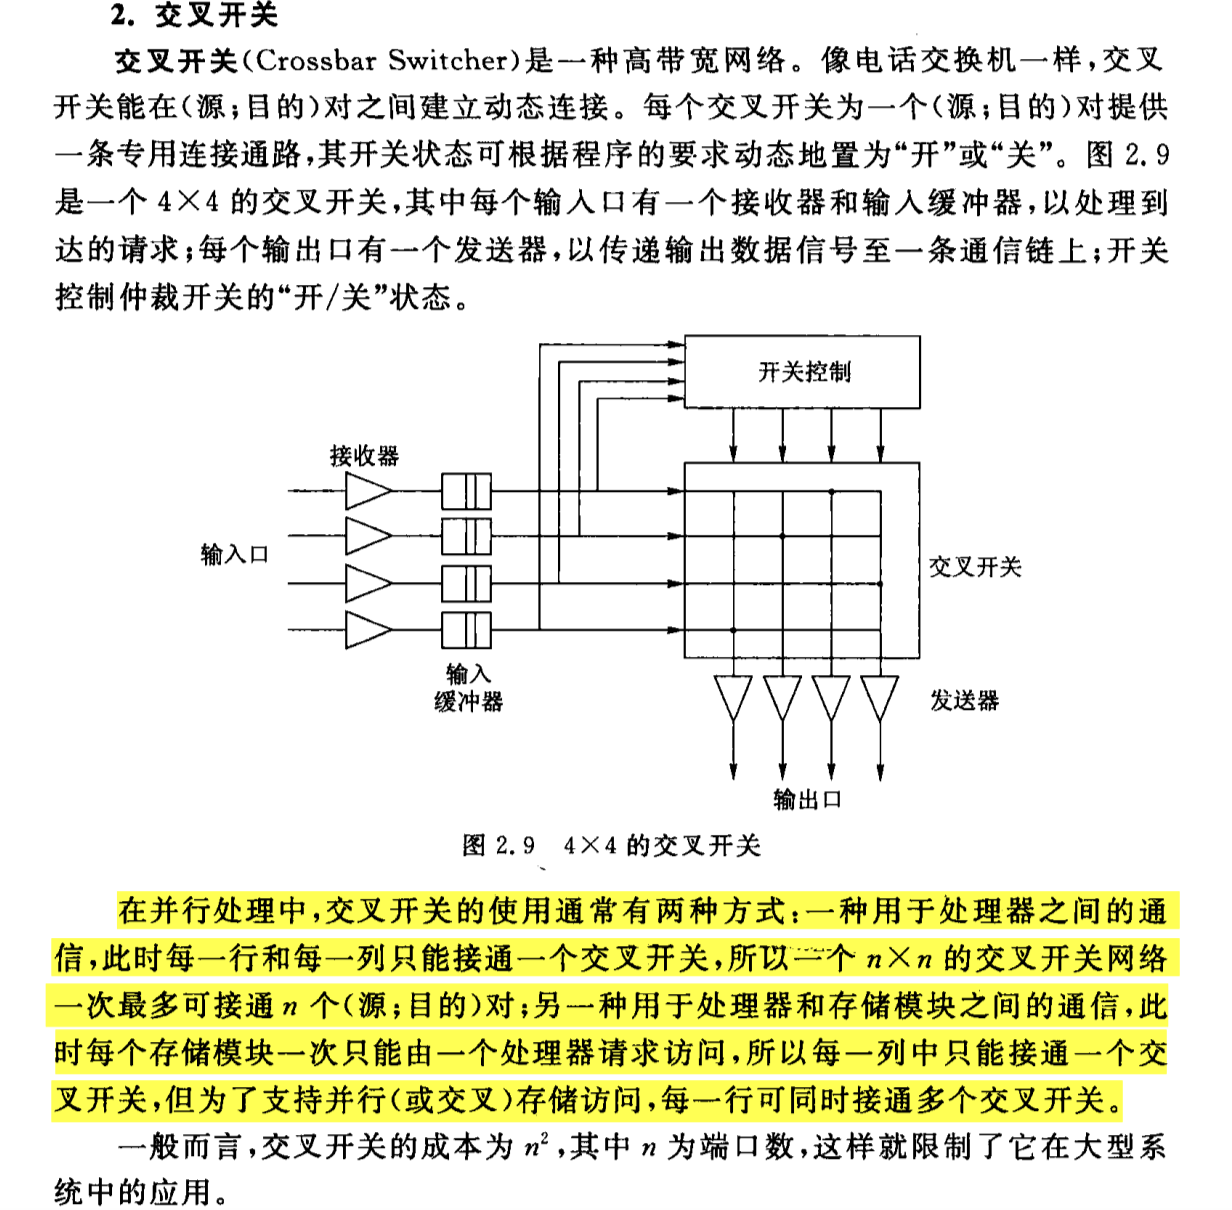 2. 交叉开关
交叉开关(Crossbar Switcher)是一种高带宽网络。像电话交换机一样,交叉
开关能在(源;目的)对之间建立动态连接。每个交叉开关为一个(源;目的)对提供
一条专用连接通路,其开关状态可根据程序的要求动态地置为“开”或“关”。图 2.9
是一个 4×4 的交叉开关,其中每个输入口有一个接收器和输入缓冲器,以处理到
达的请求;每个输出口有一个发送器,以传递输出数据信号至一条通信链上;开关
控制仲裁开关的“开/关”状态。
开关控制
接收器
输入口
交叉开关
输入
缓冲器
发送器
输出口
图 2.9 4×4 的交叉开关
在并行处理中,交叉开关的使用通常有两种方式:一种用于处理器之间的通
信,此时每一行和每一列只能接通一个交叉开关,所以一个 n×n 的交叉开关网络
一次最多可接通 n 个(源;目的)对;另一种用于处理器和存储模块之间的通信,此
时每个存储模块一次只能由一个处理器请求访问,所以每一列中只能接通一个交
叉开关,但为了支持并行(或交叉)存储访问,每一行可同时接通多个交叉开关。
一般而言,交叉开关的成本为 n²,其中 n 为端口数,这样就限制了它在大型系
统中的应用。